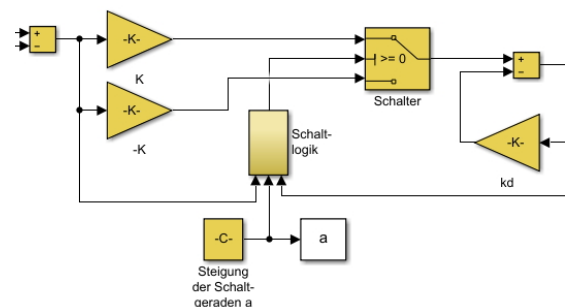 +
−
-K-
K
-K-
-K
>= 0
Schalter
+
−
-K-
kd
Schalt-
logik
-C-
a
Steigung
der Schalt-
geraden a